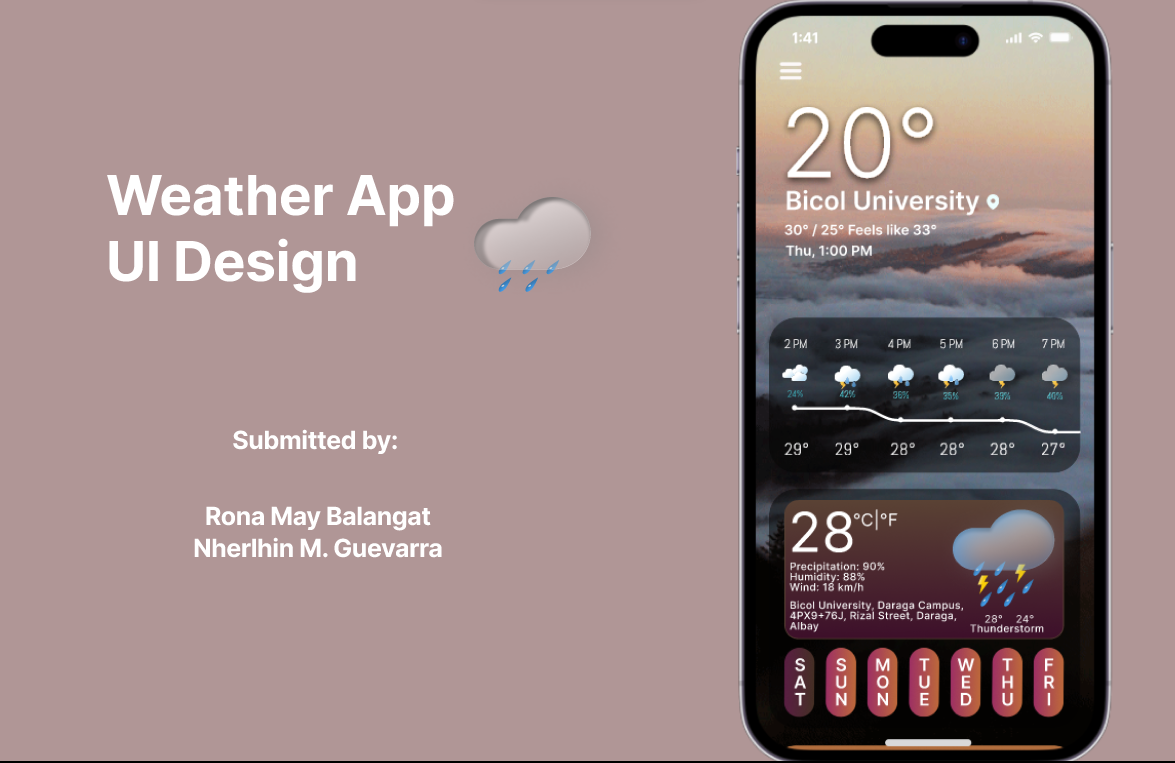 Weather App
UI Design
Submitted by:
Rona May Balangat
Nherlhin M. Guevarra
1:41
20°
Bicol University
30° / 25° Feels like 33°
Thu, 1:00 PM
2 PM 3 PM 4 PM 5 PM 6 PM 7 PM
24% 42% 36% 35% 39% 46%
29° 29° 28° 28° 28° 27°
28°C|°F
Precipitation: 90%
Humidity: 88%
Wind: 18 km/h
Bicol University, Daraga Campus,
4PX9+76J, Rizal Street, Daraga,
Albay
28° 24°
Thunderstorm
SAT SUN MON TUE WED THU FRI